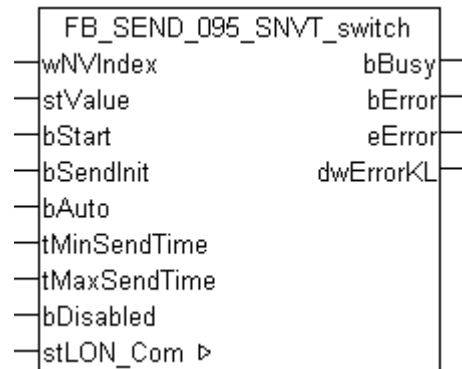 FB_SEND_095_SNVT_switch
wNVIndex bBusy
stValue bError
bStart eError
bSendInit dwErrorKL
bAuto
tMinSendTime
tMaxSendTime
bDisabled
stLON_Com ▷